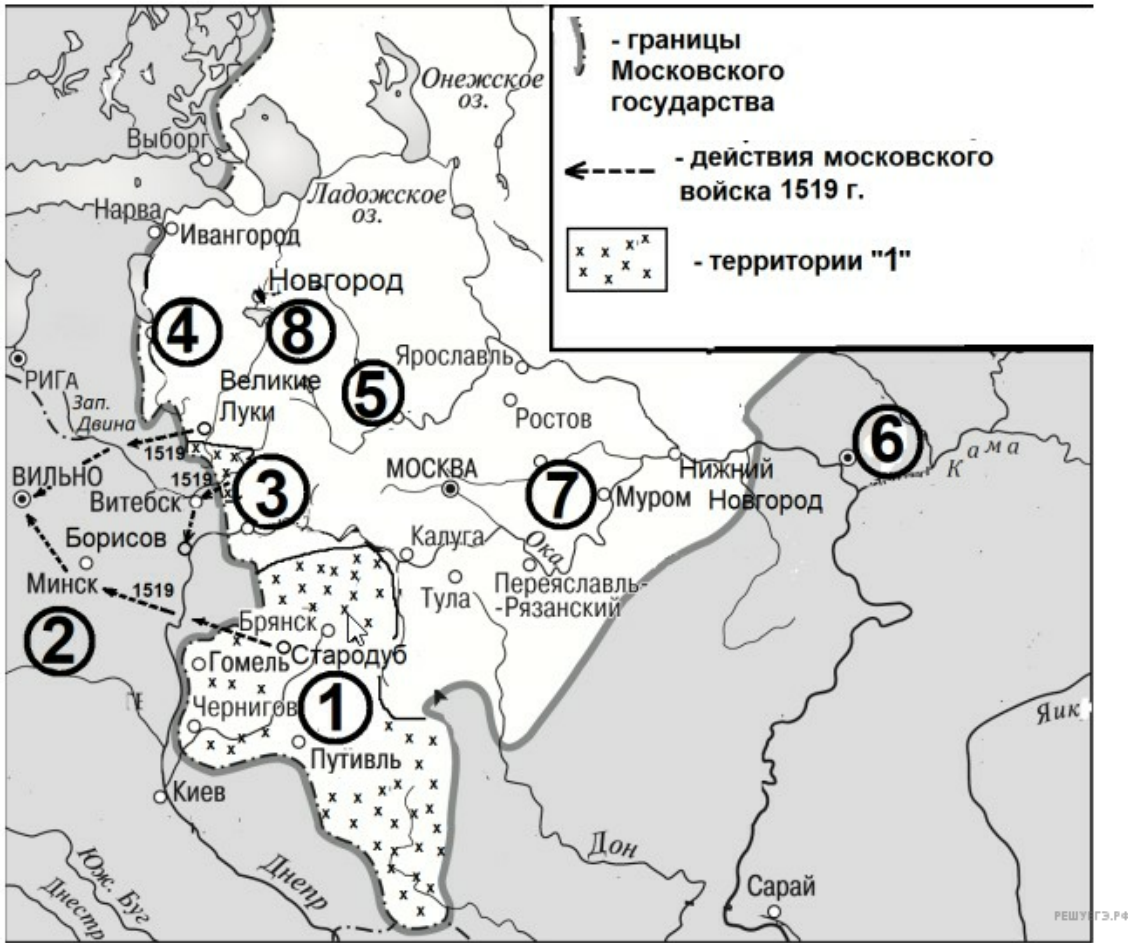 - границы
Московского
государства
- действия московского
войска 1519 г.
- территории "1"
Онежское
оз.
Выборг
Ладожское
оз.
Нарва
Ивангород
Новгород
4
8
Ярославль
РИГА
Великие
Луки
5
Зап.
Двина
Ростов
6
Кама
1519
ВИЛЬНО
1519
3
МОСКВА
7
Нижний
Новгород
Муром
Витебск
Борисов
Калуга
Ока
Минск
1519
Тула
Переяславль-
-Рязанский
2
Брянск
Стародуб
Гомель
1
Чернигов
Путивль
Яик
Киев
Днепр
Дон
Юж. Буг
Днестр
Сарай